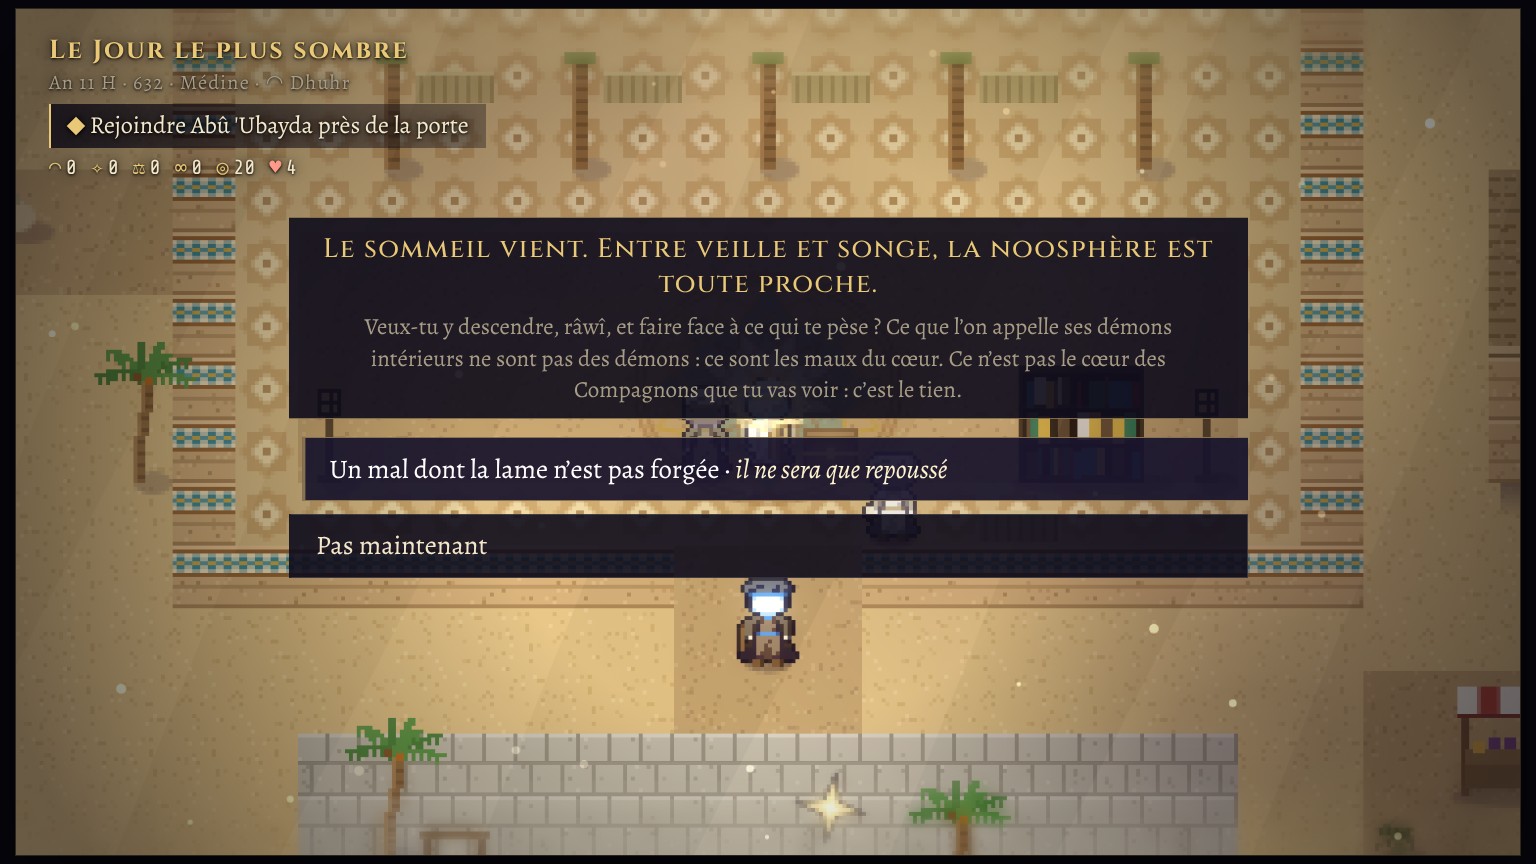 Le Jour le plus sombre
An 11 H · 632 · Médine · ◠ Dhuhr
◆ Rejoindre Abû 'Ubayda près de la porte
◠0 ✧0 ⚖0 ∞0 ◎20 ♥4
Le sommeil vient. Entre veille et songe, la noosphère est
toute proche.
Veux-tu y descendre, râwî, et faire face à ce qui te pèse ? Ce que l’on appelle ses démons
intérieurs ne sont pas des démons : ce sont les maux du cœur. Ce n’est pas le cœur des
Compagnons que tu vas voir : c’est le tien.
Un mal dont la lame n’est pas forgée · il ne sera que repoussé
Pas maintenant